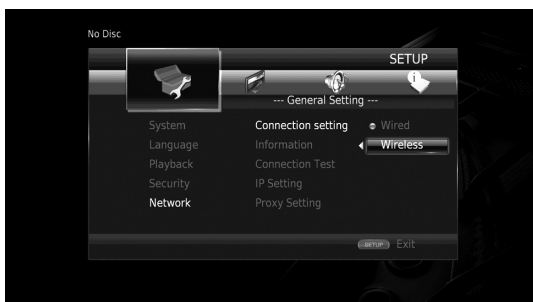 No Disc
SETUP
--- General Setting ---
System
Connection setting
Wired
Language
Information
Wireless
Playback
Connection Test
Security
IP Setting
Network
Proxy Setting
SETUP Exit